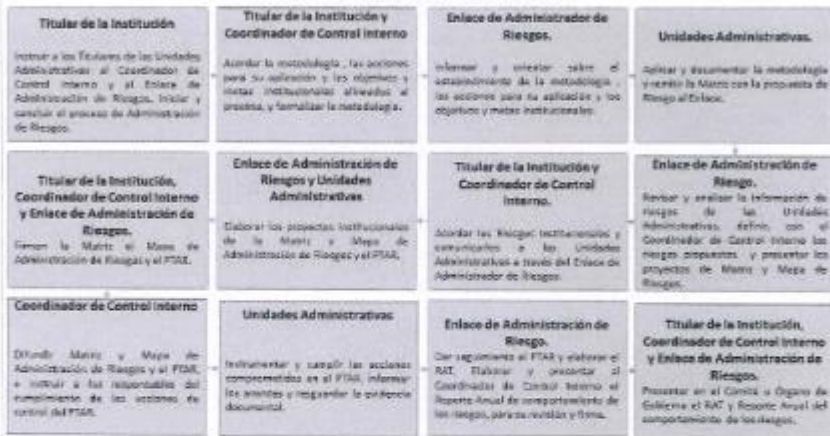 Titular de la Institución
Instruir a los Titulares de las Unidades
Administrativas al Coordinador de
Control Interno y al Enlace de
Administración de Riesgos, iniciar y
concluir el proceso de Administración
de Riesgos.
Titular de la Institución y
Coordinador de Control Interno
Acordar la metodología, las acciones
para su aplicación y los objetivos y
metas institucionales alineados al
proceso, y formalizar la metodología.
Enlace de Administrador de
Riesgos.
Informar y orientar sobre el
establecimiento de la metodología,
las acciones para su aplicación y los
objetivos y metas institucionales.
Unidades Administrativas.
Aplicar y documentar la metodología
y remitir la Matriz con la propuesta de
Riesgo al Enlace.
Titular de la Institución,
Coordinador de Control Interno
y Enlace de Administración de
Riesgos.
Firman la Matriz el Mapa de
Administración de Riesgos y el PTAR.
Enlace de Administración de
Riesgos y Unidades
Administrativas
Elaborar los proyectos Institucionales
de la Matriz y Mapa de
Administración de Riesgos y el PTAR.
Titular de la Institución y
Coordinador de Control
Interno.
Acordar los Riesgos Institucionales y
comunicarlos a las Unidades
Administrativas a través del Enlace de
Administrador de Riesgos.
Enlace de Administración de
Riesgo.
Revisar y analizar la información de
riesgos de las Unidades
Administrativas, definir con el
Coordinador de Control Interno los
riesgos propuestos y presentar los
proyectos de Matriz y Mapa de
Riesgos.
Coordinador de Control Interno
Difundir Matriz y Mapa de
Administración de Riesgos y el PTAR,
e instruir a los responsables del
cumplimiento de las acciones de
control del PTAR.
Unidades Administrativas
Instrumentar y cumplir las acciones
comprometidas en el PTAR, informar
los avances y resguardar la evidencia
documental.
Enlace de Administración de
Riesgo.
Dar seguimiento al PTAR y elaborar el
RAT. Elaborar y presentar al
Coordinador de Control Interno el
Reporte Anual de comportamiento de
los riesgos, para su revisión y firma.
Titular de la Institución,
Coordinador de Control Interno
y Enlace de Administración de
Riesgos.
Presentar en el Comité u Órgano de
Gobierno el RAT y Reporte Anual del
comportamiento de los riesgos.